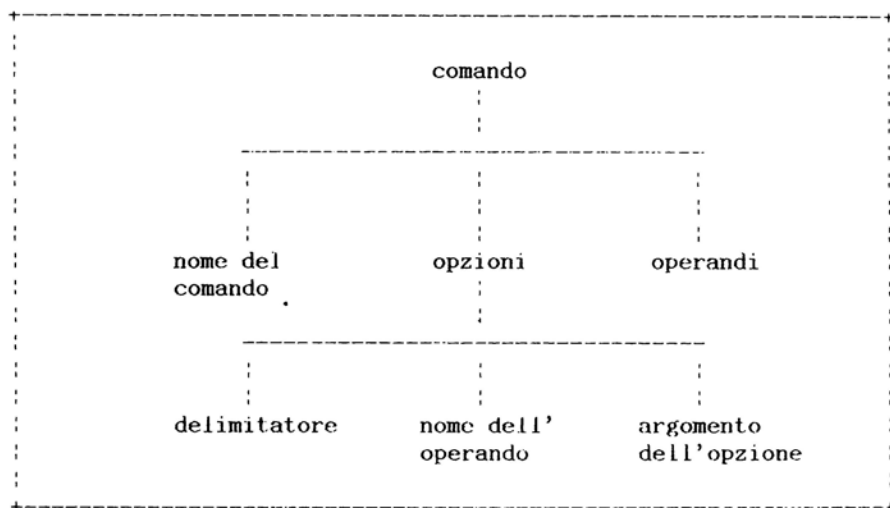 comando
nome del opzioni operandi
comando
delimitatore nome dell' argomento
operando dell'opzione